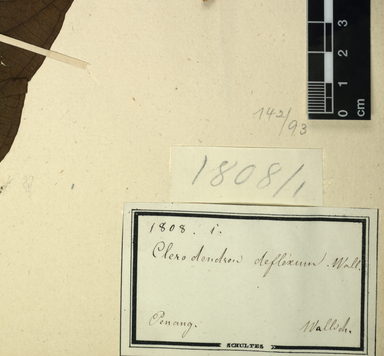 3
2
1
0
cm
142/93
1808/1
1808. 1.
Clerodendron deflexum. Wall.
Penang. Wallich.
SCHULTES